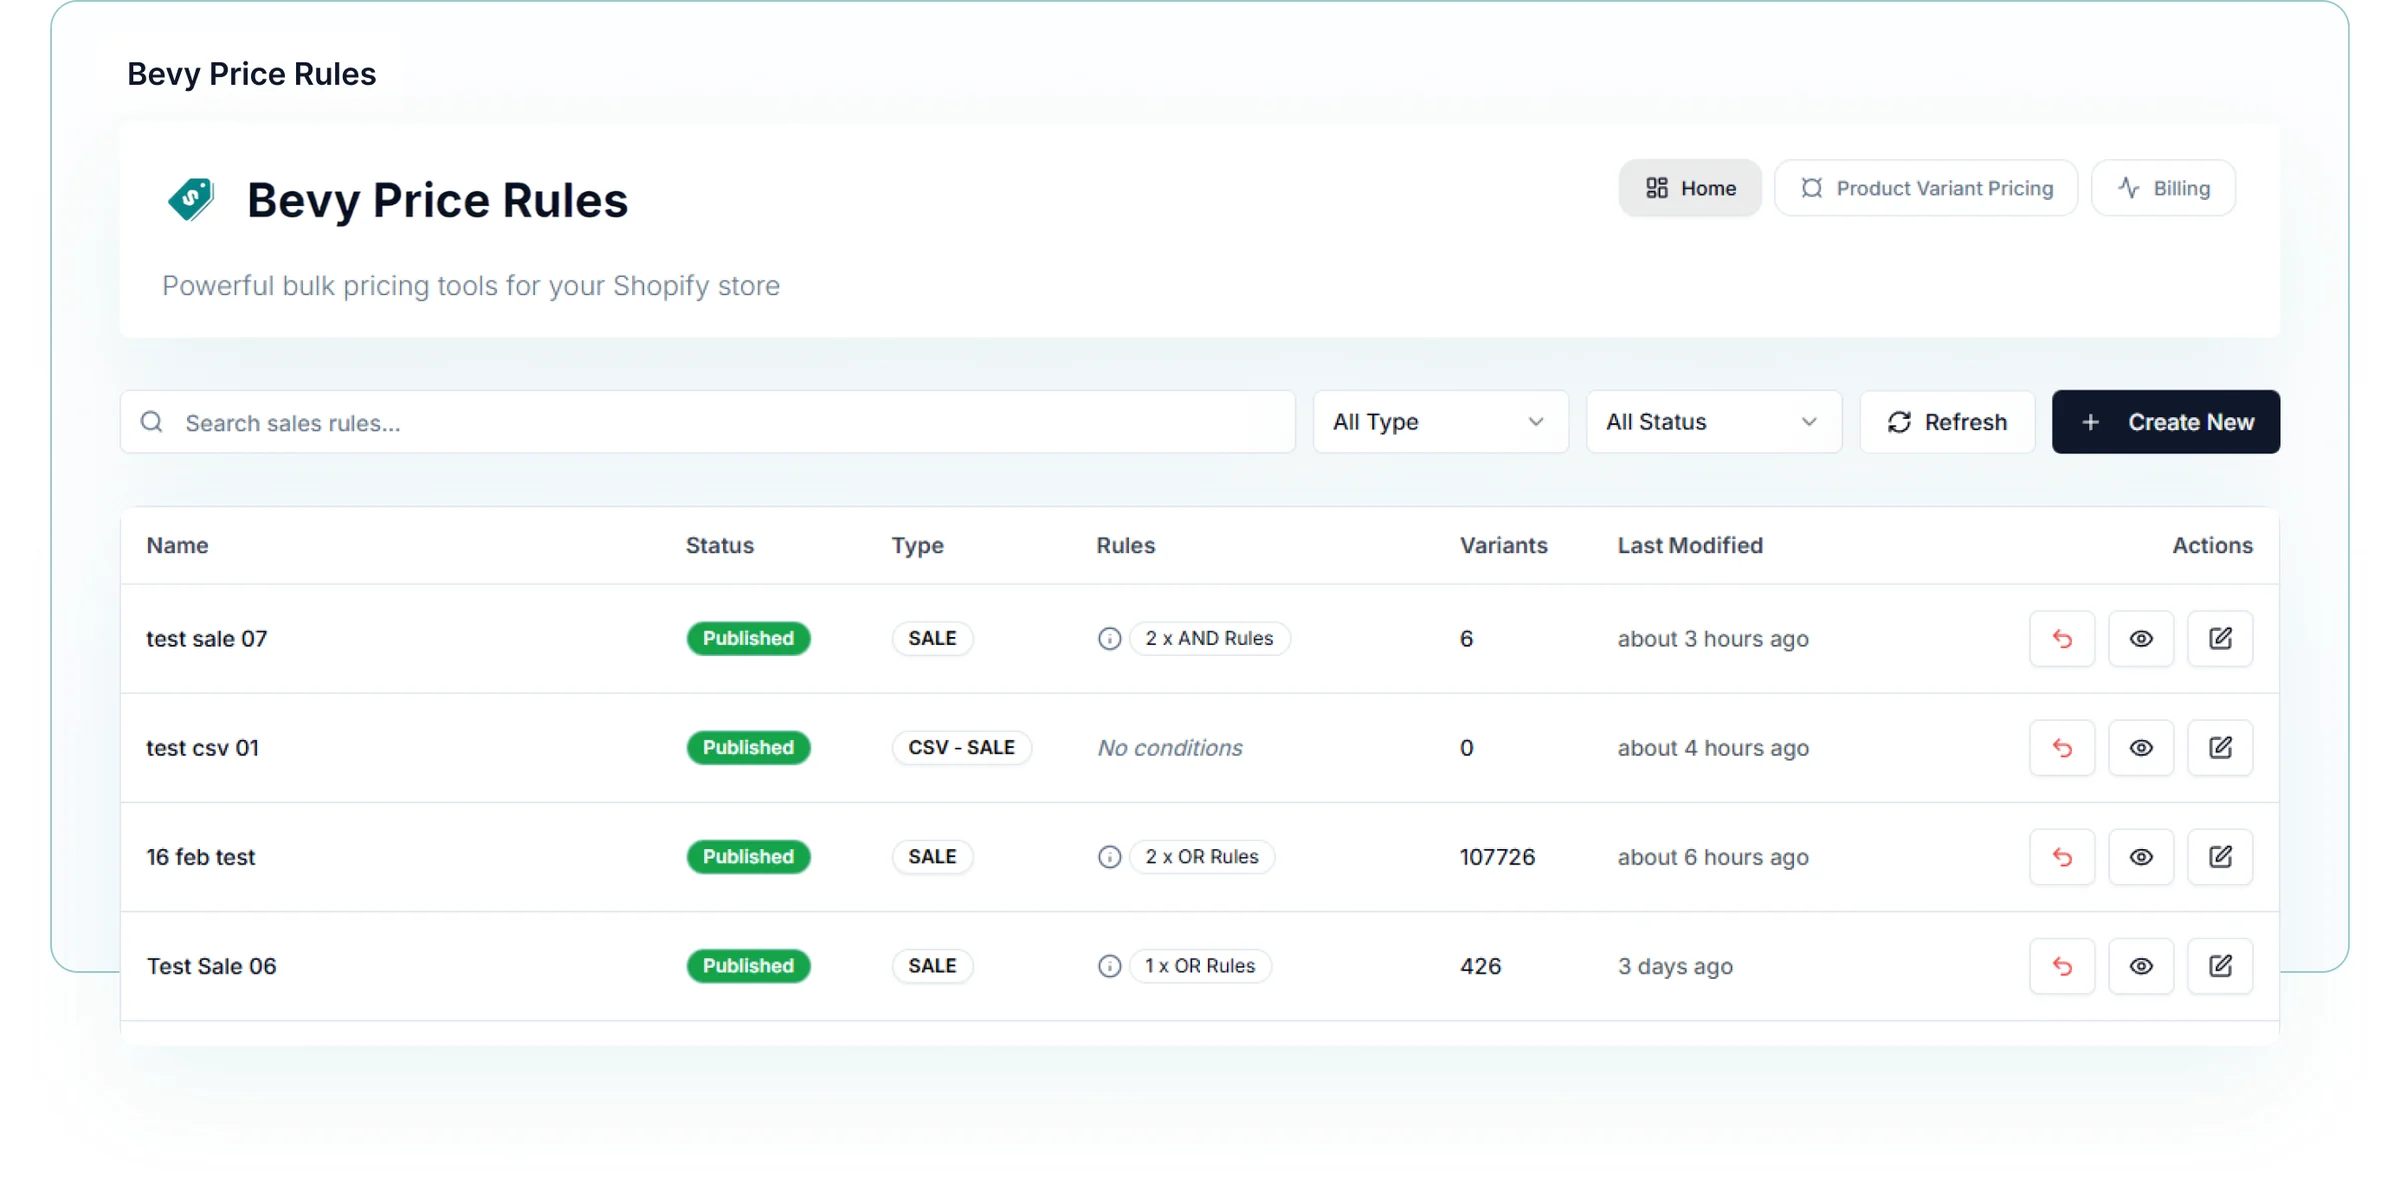 Bevy Price Rules
Bevy Price Rules
Home
Product Variant Pricing
Billing
Powerful bulk pricing tools for your Shopify store
Search sales rules...
All Type
All Status
Refresh
+ Create New
Name Status Type Rules Variants Last Modified Actions
test sale 07 Published SALE 2 x AND Rules 6 about 3 hours ago
test csv 01 Published CSV - SALE No conditions 0 about 4 hours ago
16 feb test Published SALE 2 x OR Rules 107726 about 6 hours ago
Test Sale 06 Published SALE 1 x OR Rules 426 3 days ago